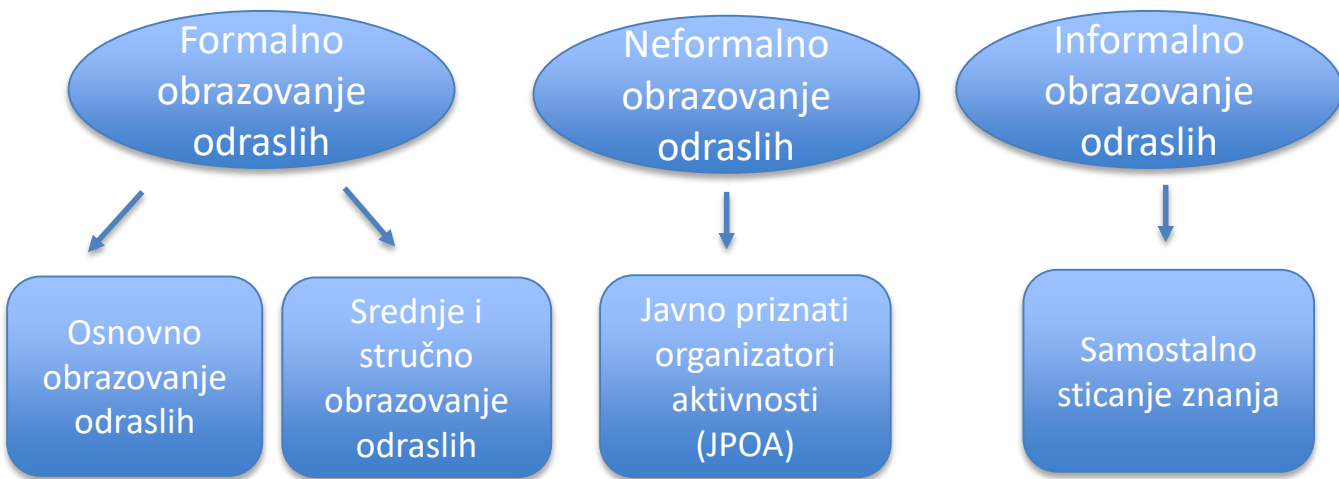 Formalno
obrazovanje
odraslih
Neformalno
obrazovanje
odraslih
Informalno
obrazovanje
odraslih
Osnovno
obrazovanje
odraslih
Srednje i
stručno
obrazovanje
odraslih
Javno priznati
organizatori
aktivnosti
(JPOA)
Samostalno
sticanje znanja